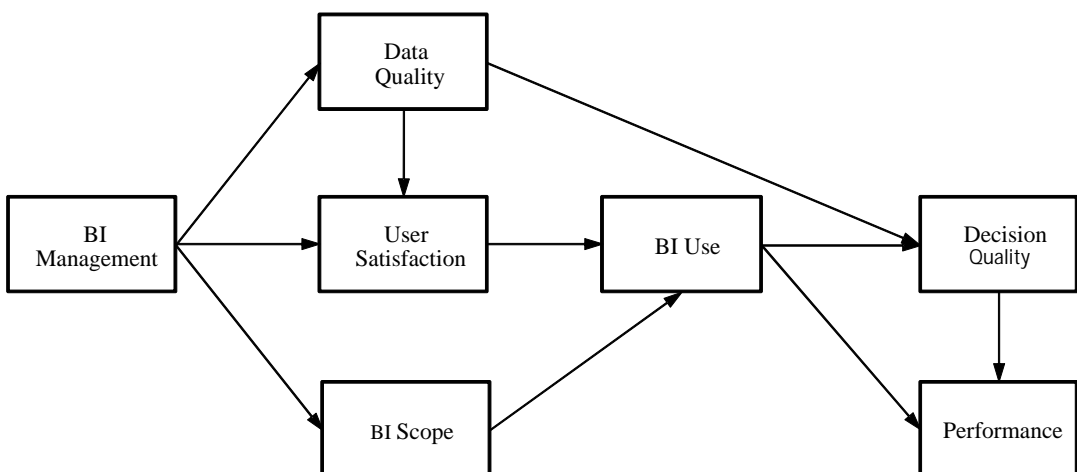 Data
Quality
BI
Management
User
Satisfaction
BI Use
Decision
Quality
BI Scope
Performance